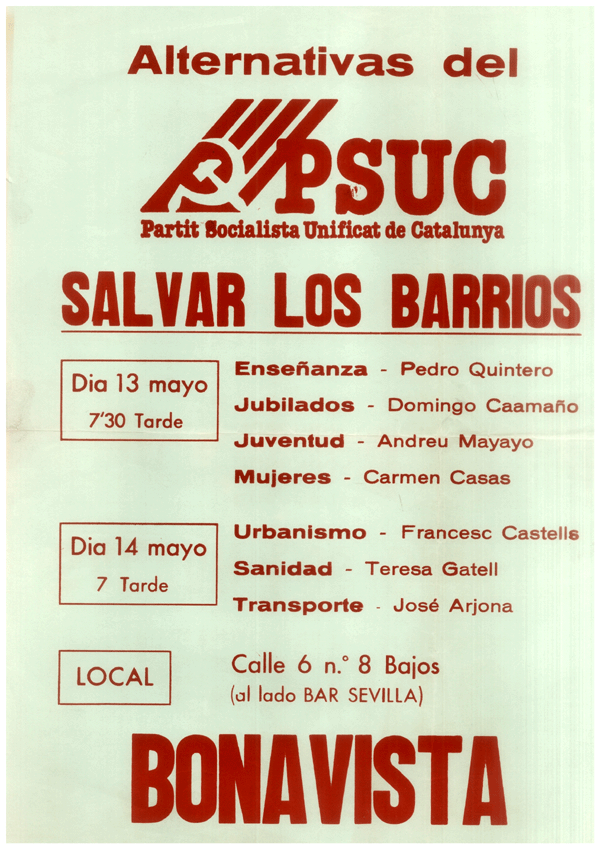 Alternativas del
PSUC
Partit Socialista Unificat de Catalunya
SALVAR LOS BARRIOS
Dia 13 mayo
7'30 Tarde
Enseñanza - Pedro Quintero
Jubilados - Domingo Caamaño
Juventud - Andreu Mayayo
Mujeres - Carmen Casas
Dia 14 mayo
7 Tarde
Urbanismo - Francesc Castells
Sanidad - Teresa Gatell
Transporte - José Arjona
LOCAL
Calle 6 n.° 8 Bajos
(al lado BAR SEVILLA)
BONAVISTA